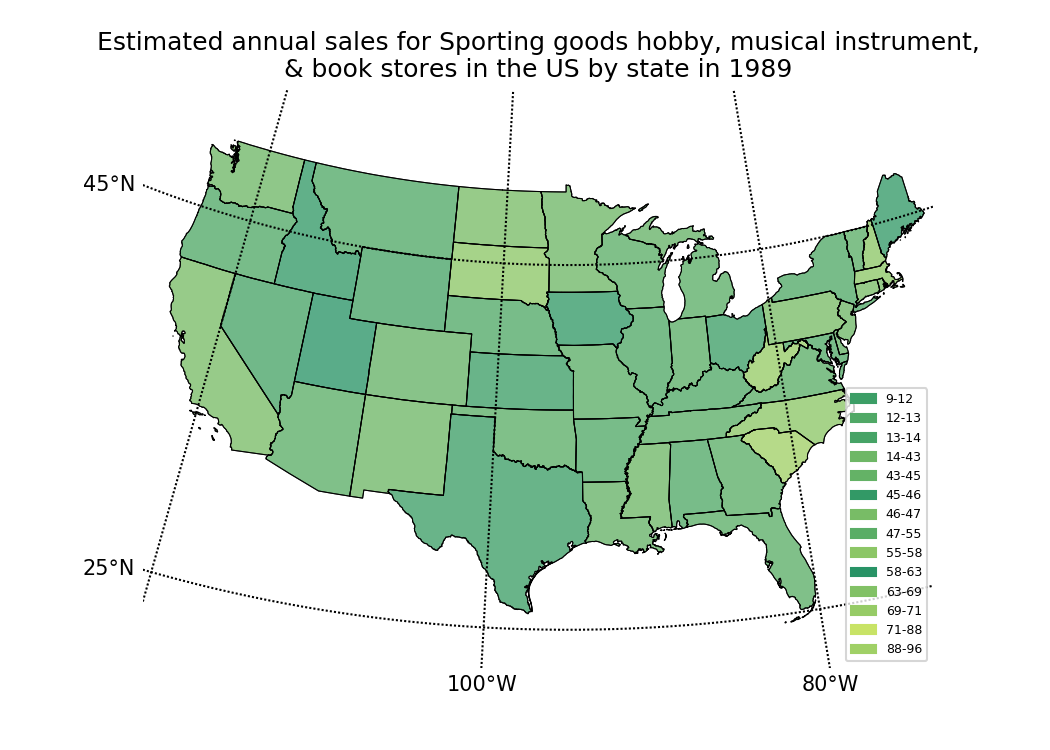 Estimated annual sales for Sporting goods hobby, musical instrument,
& book stores in the US by state in 1989
45°N
25°N
100°W
80°W
9-12
12-13
13-14
14-43
43-45
45-46
46-47
47-55
55-58
58-63
63-69
69-71
71-88
88-96